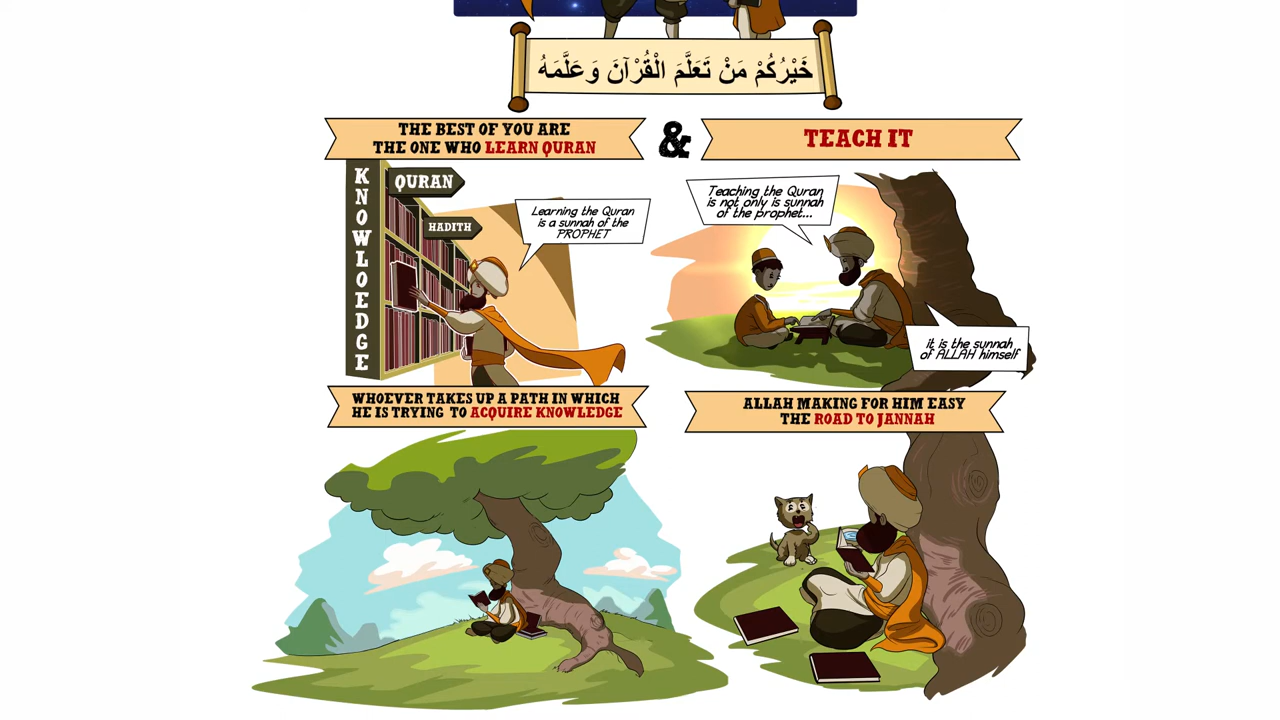 خَيْرُكُمْ مَنْ تَعَلَّمَ الْقُرْآنَ وَعَلَّمَهُ
THE BEST OF YOU ARE
THE ONE WHO LEARN QURAN
&
TEACH IT
KNOWLOEDGE
QURAN
HADITH
Learning the Quran
is a sunnah of the
PROPHET
Teaching the Quran
is not only is sunnah
of the prophet...
it is the sunnah
of ALLAH himself
WHOEVER TAKES UP A PATH IN WHICH
HE IS TRYING TO ACQUIRE KNOWLEDGE
ALLAH MAKING FOR HIM EASY
THE ROAD TO JANNAH